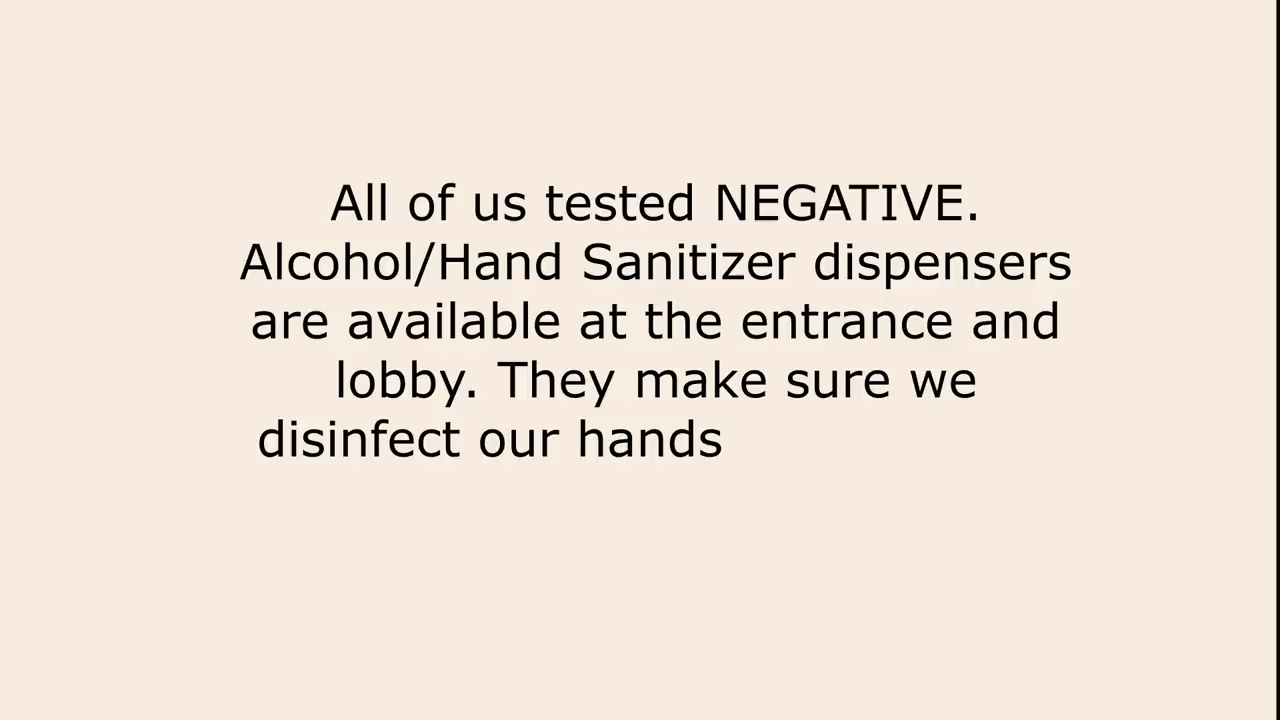 All of us tested NEGATIVE.
Alcohol/Hand Sanitizer dispensers
are available at the entrance and
lobby. They make sure we
disinfect our hands